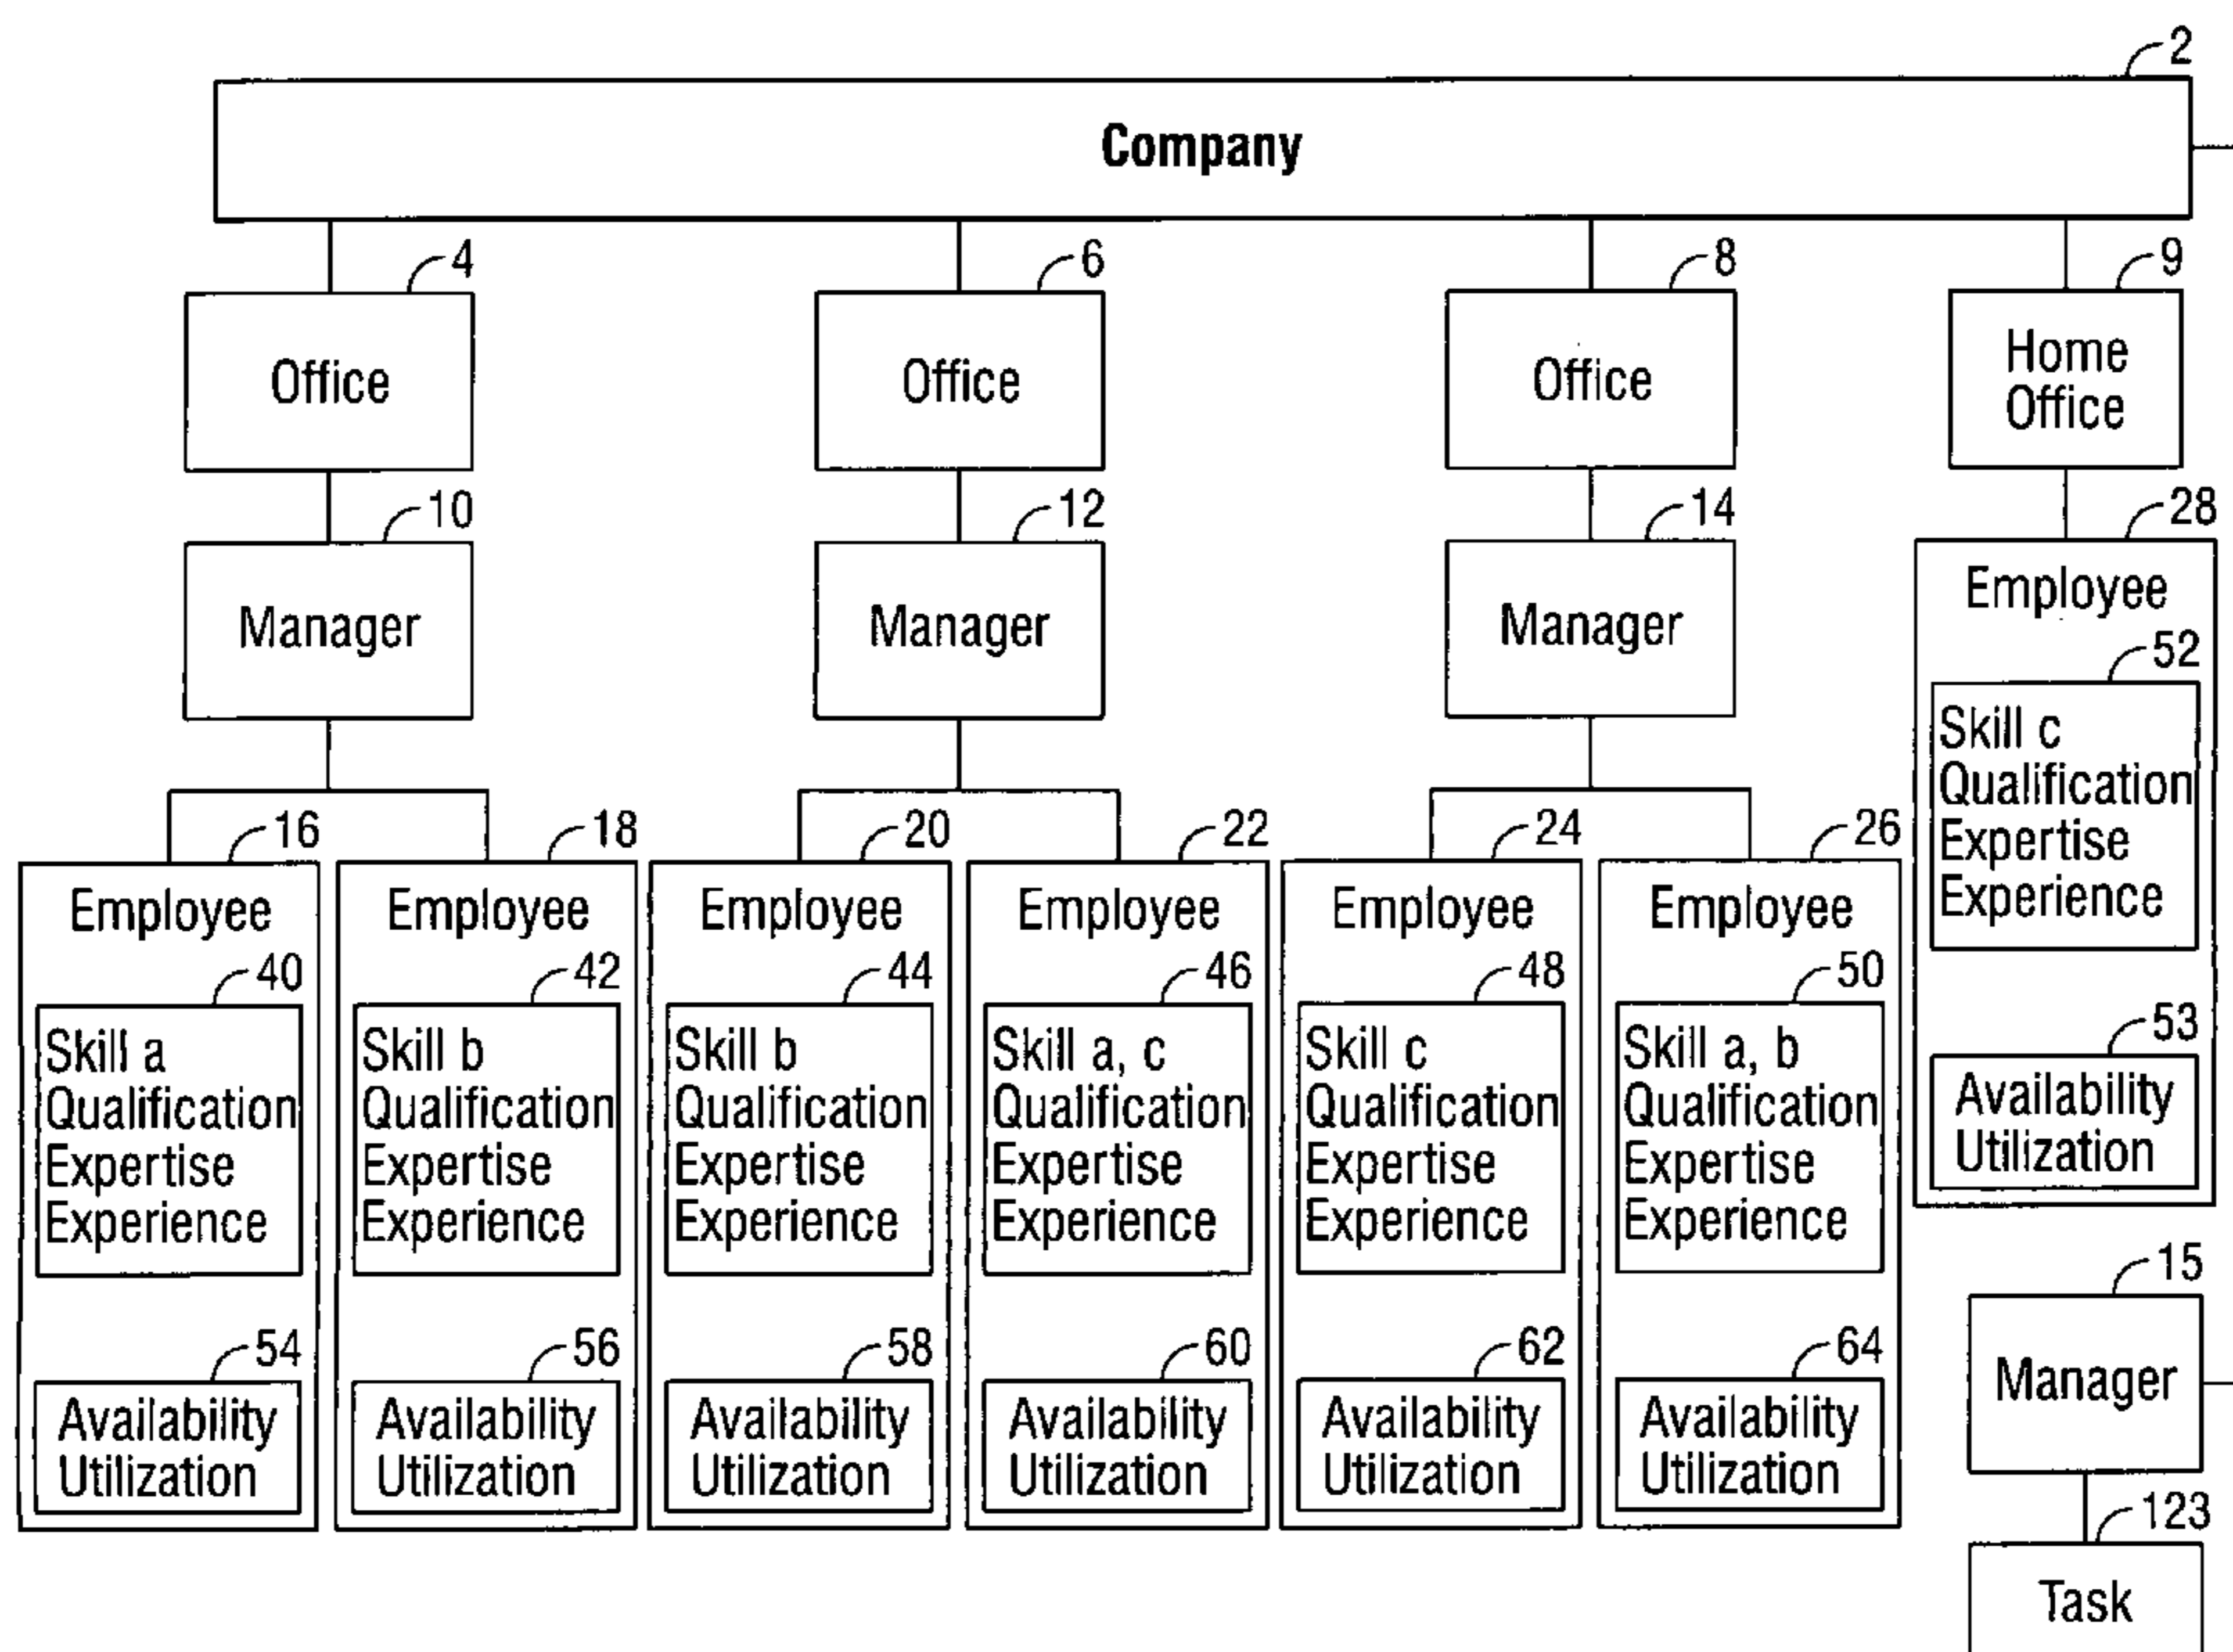 2
Company
4
6
8
9
Office
Office
Office
Home
Office
10
12
14
28
Manager
Manager
Manager
Employee
52
Skill c
Qualification
Expertise
Experience
53
Availability
Utilization
16
18
20
22
24
26
Employee
Employee
Employee
Employee
Employee
Employee
40
Skill a
Qualification
Expertise
Experience
42
Skill b
Qualification
Expertise
Experience
44
Skill b
Qualification
Expertise
Experience
46
Skill a, c
Qualification
Expertise
Experience
48
Skill c
Qualification
Expertise
Experience
50
Skill a, b
Qualification
Expertise
Experience
54
Availability
Utilization
56
Availability
Utilization
58
Availability
Utilization
60
Availability
Utilization
62
Availability
Utilization
64
Availability
Utilization
15
Manager
123
Task